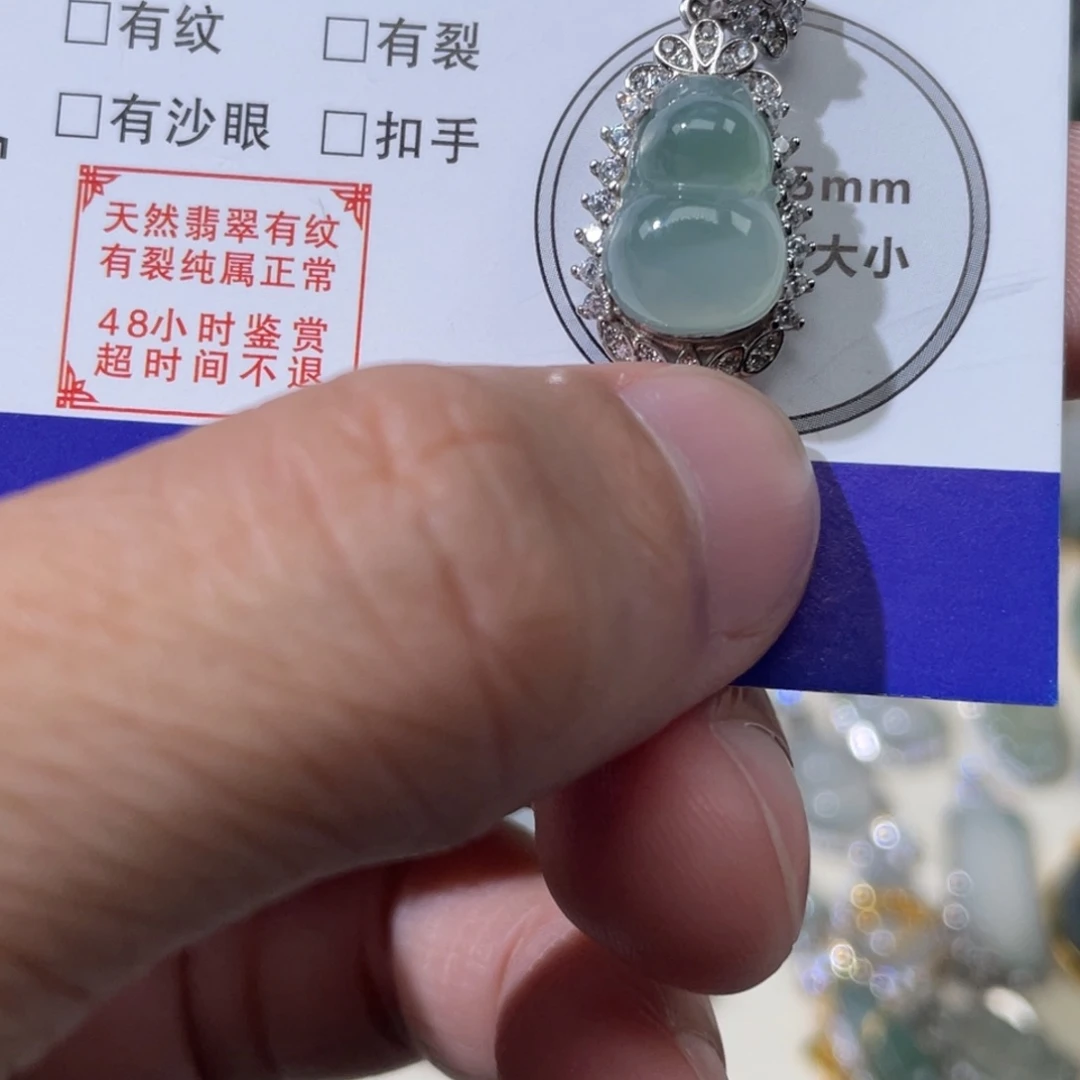 □有纹 □有裂
□有沙眼 □扣手
天然翡翠有纹
有裂纯属正常
48小时鉴赏
超时间不退
5mm
大小